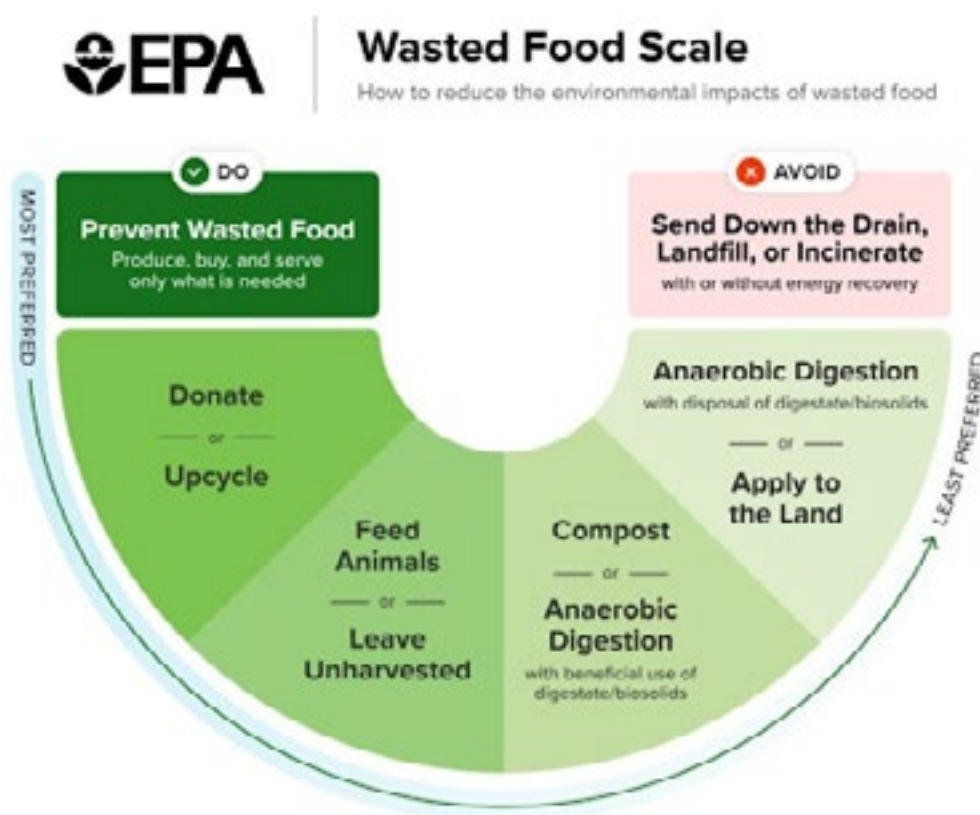 EPA
Wasted Food Scale
How to reduce the environmental impacts of wasted food
DO
Prevent Wasted Food
Produce, buy, and serve
only what is needed
AVOID
Send Down the Drain,
Landfill, or Incinerate
with or without energy recovery
MOST PREFERRED
Donate
or
Upcycle
Feed
Animals
or
Leave
Unharvested
Compost
or
Anaerobic
Digestion
with beneficial use of
digestate/biosolids
Anaerobic Digestion
with disposal of digestate/biosolids
or
Apply to
the Land
LEAST PREFERRED